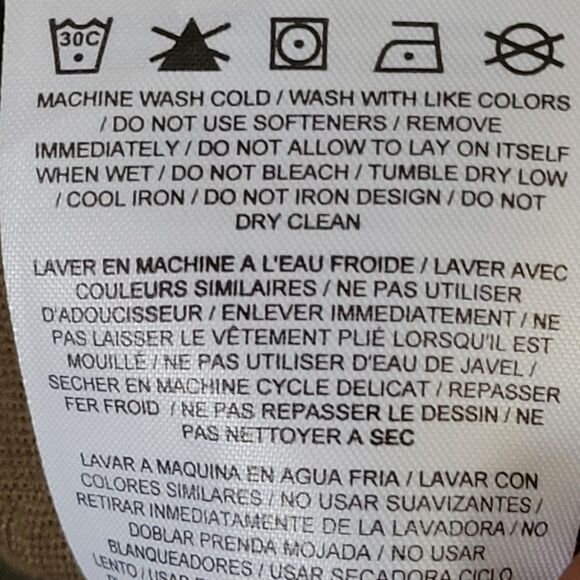 30C
MACHINE WASH COLD / WASH WITH LIKE COLORS
/ DO NOT USE SOFTENERS / REMOVE
IMMEDIATELY / DO NOT ALLOW TO LAY ON ITSELF
WHEN WET / DO NOT BLEACH / TUMBLE DRY LOW
/ COOL IRON / DO NOT IRON DESIGN / DO NOT
DRY CLEAN
LAVER EN MACHINE A L'EAU FROIDE / LAVER AVEC
COULEURS SIMILAIRES / NE PAS UTILISER
D'ADOUCISSEUR / ENLEVER IMMEDIATEMENT / NE
PAS LAISSER LE VÊTEMENT PLIÉ LORSQU'IL EST
MOUILLÉ / NE PAS UTILISER D'EAU DE JAVEL /
SECHER EN MACHINE CYCLE DELICAT / REPASSER
FER FROID / NE PAS REPASSER LE DESSIN / NE
PAS NETTOYER A SEC
LAVAR A MAQUINA EN AGUA FRIA / LAVAR CON
COLORES SIMILARES / NO USAR SUAVIZANTES /
RETIRAR INMEDIATAMENTE DE LA LAVADORA / NO
DOBLAR PRENDA MOJADA / NO USAR
BLANQUEADORES / USAR SECADORA CICLO
LENTO / USAR